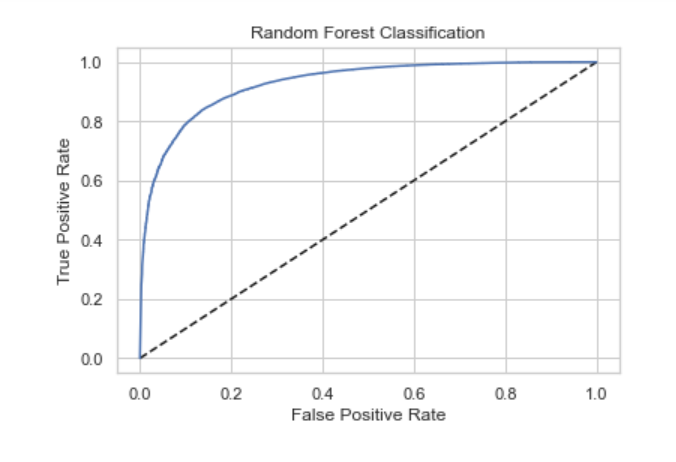 Random Forest Classification
True Positive Rate
1.0
0.8
0.6
0.4
0.2
0.0
0.0 0.2 0.4 0.6 0.8 1.0
False Positive Rate